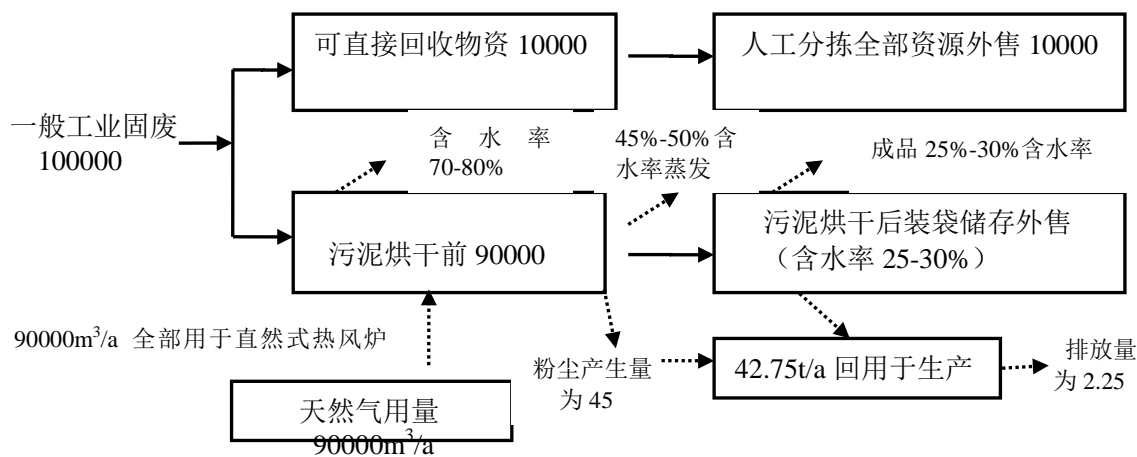 可直接回收物资 10000
人工分拣全部资源外售 10000
一般工业固废
100000
含 水 率
70-80%
45%-50%含
水率蒸发
成品 25%-30%含水率
污泥烘干前 90000
污泥烘干后装袋储存外售
（含水率 25-30%）
90000m³/a 全部用于直然式热风炉
粉尘产生量
为 45
42.75t/a 回用于生产
排放量
为 2.25
天然气用量
90000m³/a